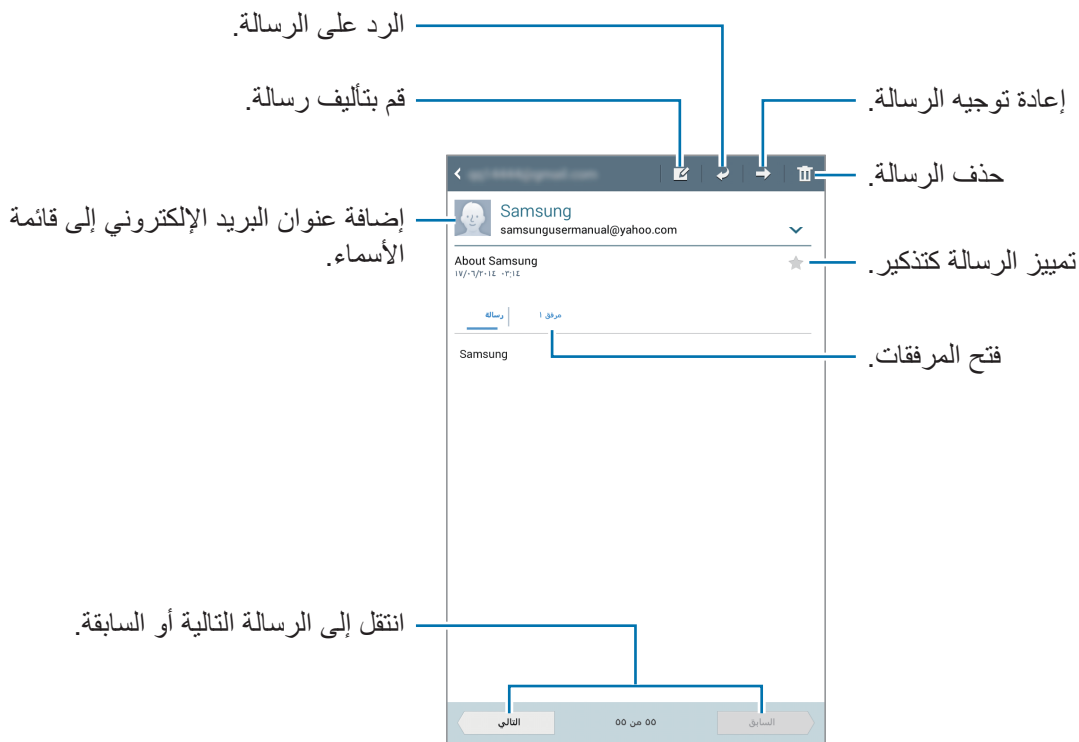 الرد على الرسالة.
قم بتأليف رسالة.
إعادة توجيه الرسالة.
حذف الرسالة.
Samsung
samsungusermanual@yahoo.com
إضافة عنوان البريد الإلكتروني إلى قائمة
الأسماء.
About Samsung
١٧/٠٦/٢٠١٤ ٠٣:١٤
تمييز الرسالة كتذكير.
رسالة
مرفق ١
Samsung
فتح المرفقات.
انتقل إلى الرسالة التالية أو السابقة.
السابق
٥٥ من ٥٥
التالي